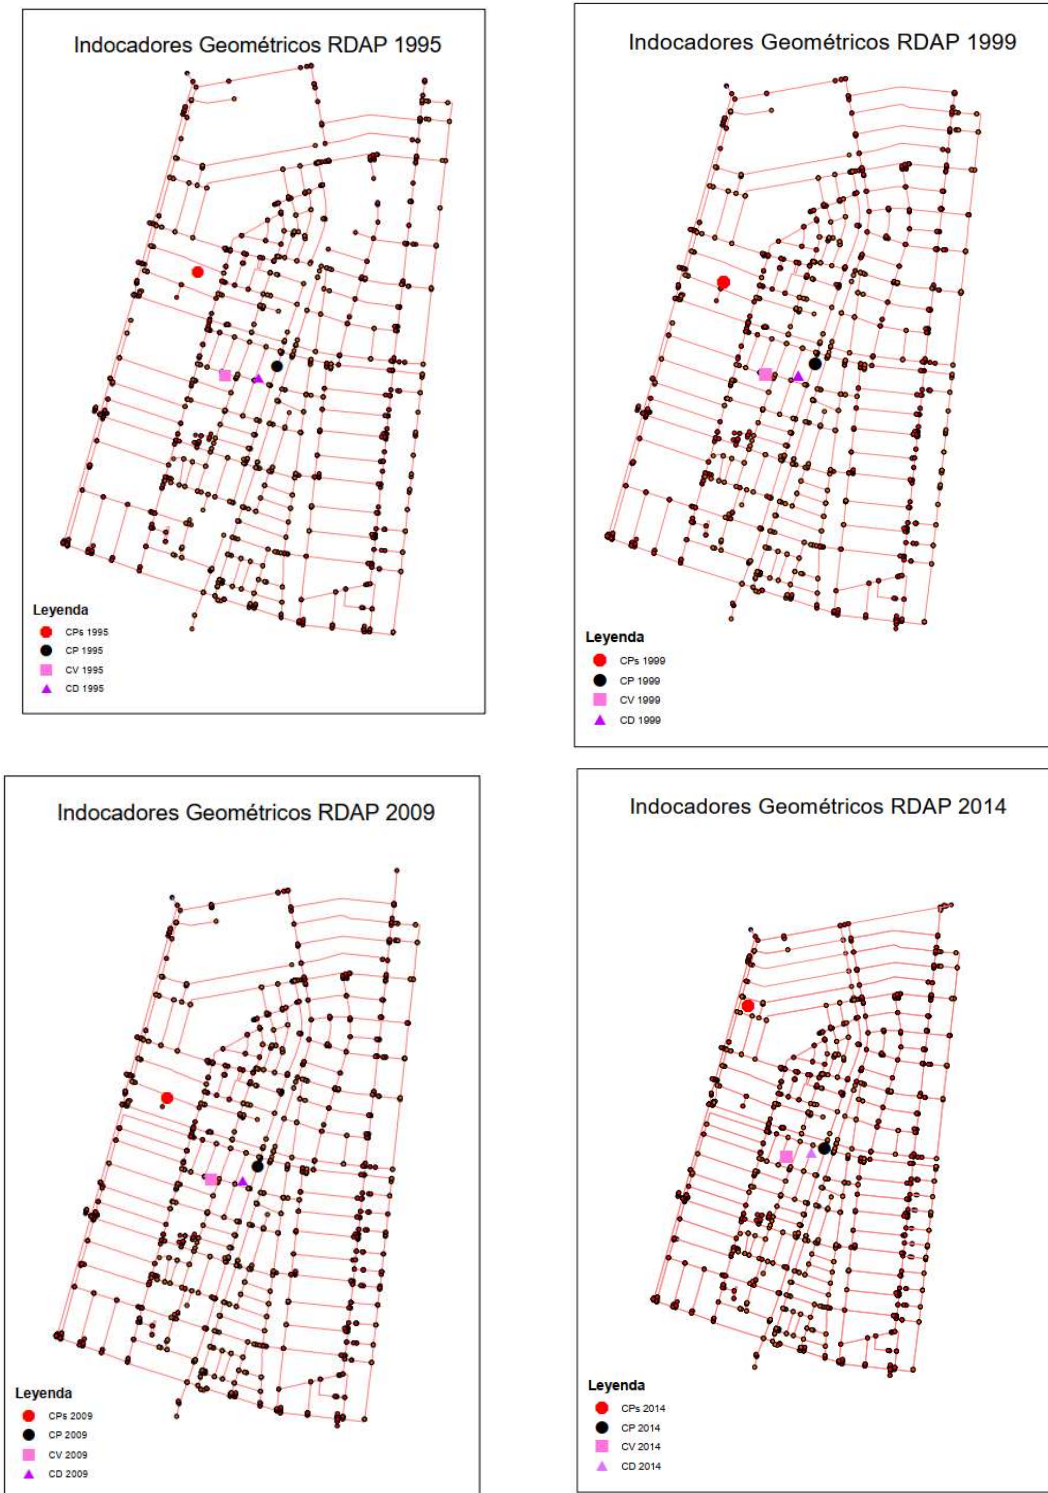 Indocadores Geométricos RDAP 1995
Leyenda
CPs 1995
CP 1995
CV 1995
CD 1995
Indocadores Geométricos RDAP 1999
Leyenda
CPs 1999
CP 1999
CV 1999
CD 1999
Indocadores Geométricos RDAP 2009
Leyenda
CPs 2009
CP 2009
CV 2009
CD 2009
Indocadores Geométricos RDAP 2014
Leyenda
CPs 2014
CP 2014
CV 2014
CD 2014